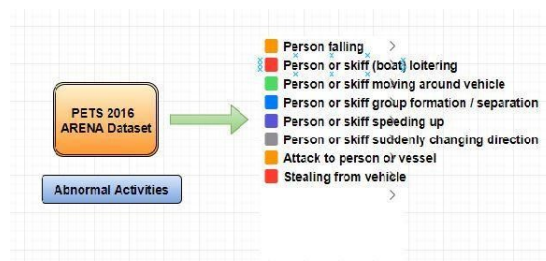 PETS 2016
ARENA Dataset
Abnormal Activities
Person falling
Person or skiff (boat) loitering
Person or skiff moving around vehicle
Person or skiff group formation / separation
Person or skiff speeding up
Person or skiff suddenly changing direction
Attack to person or vessel
Stealing from vehicle